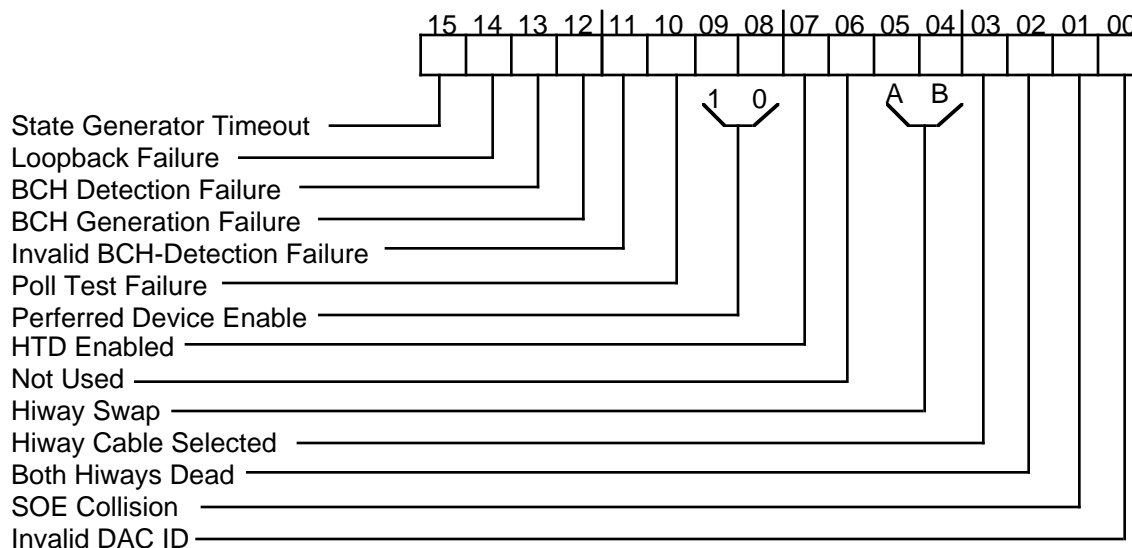 15 14 13 12 11 10 09 08 07 06 05 04 03 02 01 00
1 0 A B
State Generator Timeout
Loopback Failure
BCH Detection Failure
BCH Generation Failure
Invalid BCH-Detection Failure
Poll Test Failure
Perferred Device Enable
HTD Enabled
Not Used
Hiway Swap
Hiway Cable Selected
Both Hiways Dead
SOE Collision
Invalid DAC ID